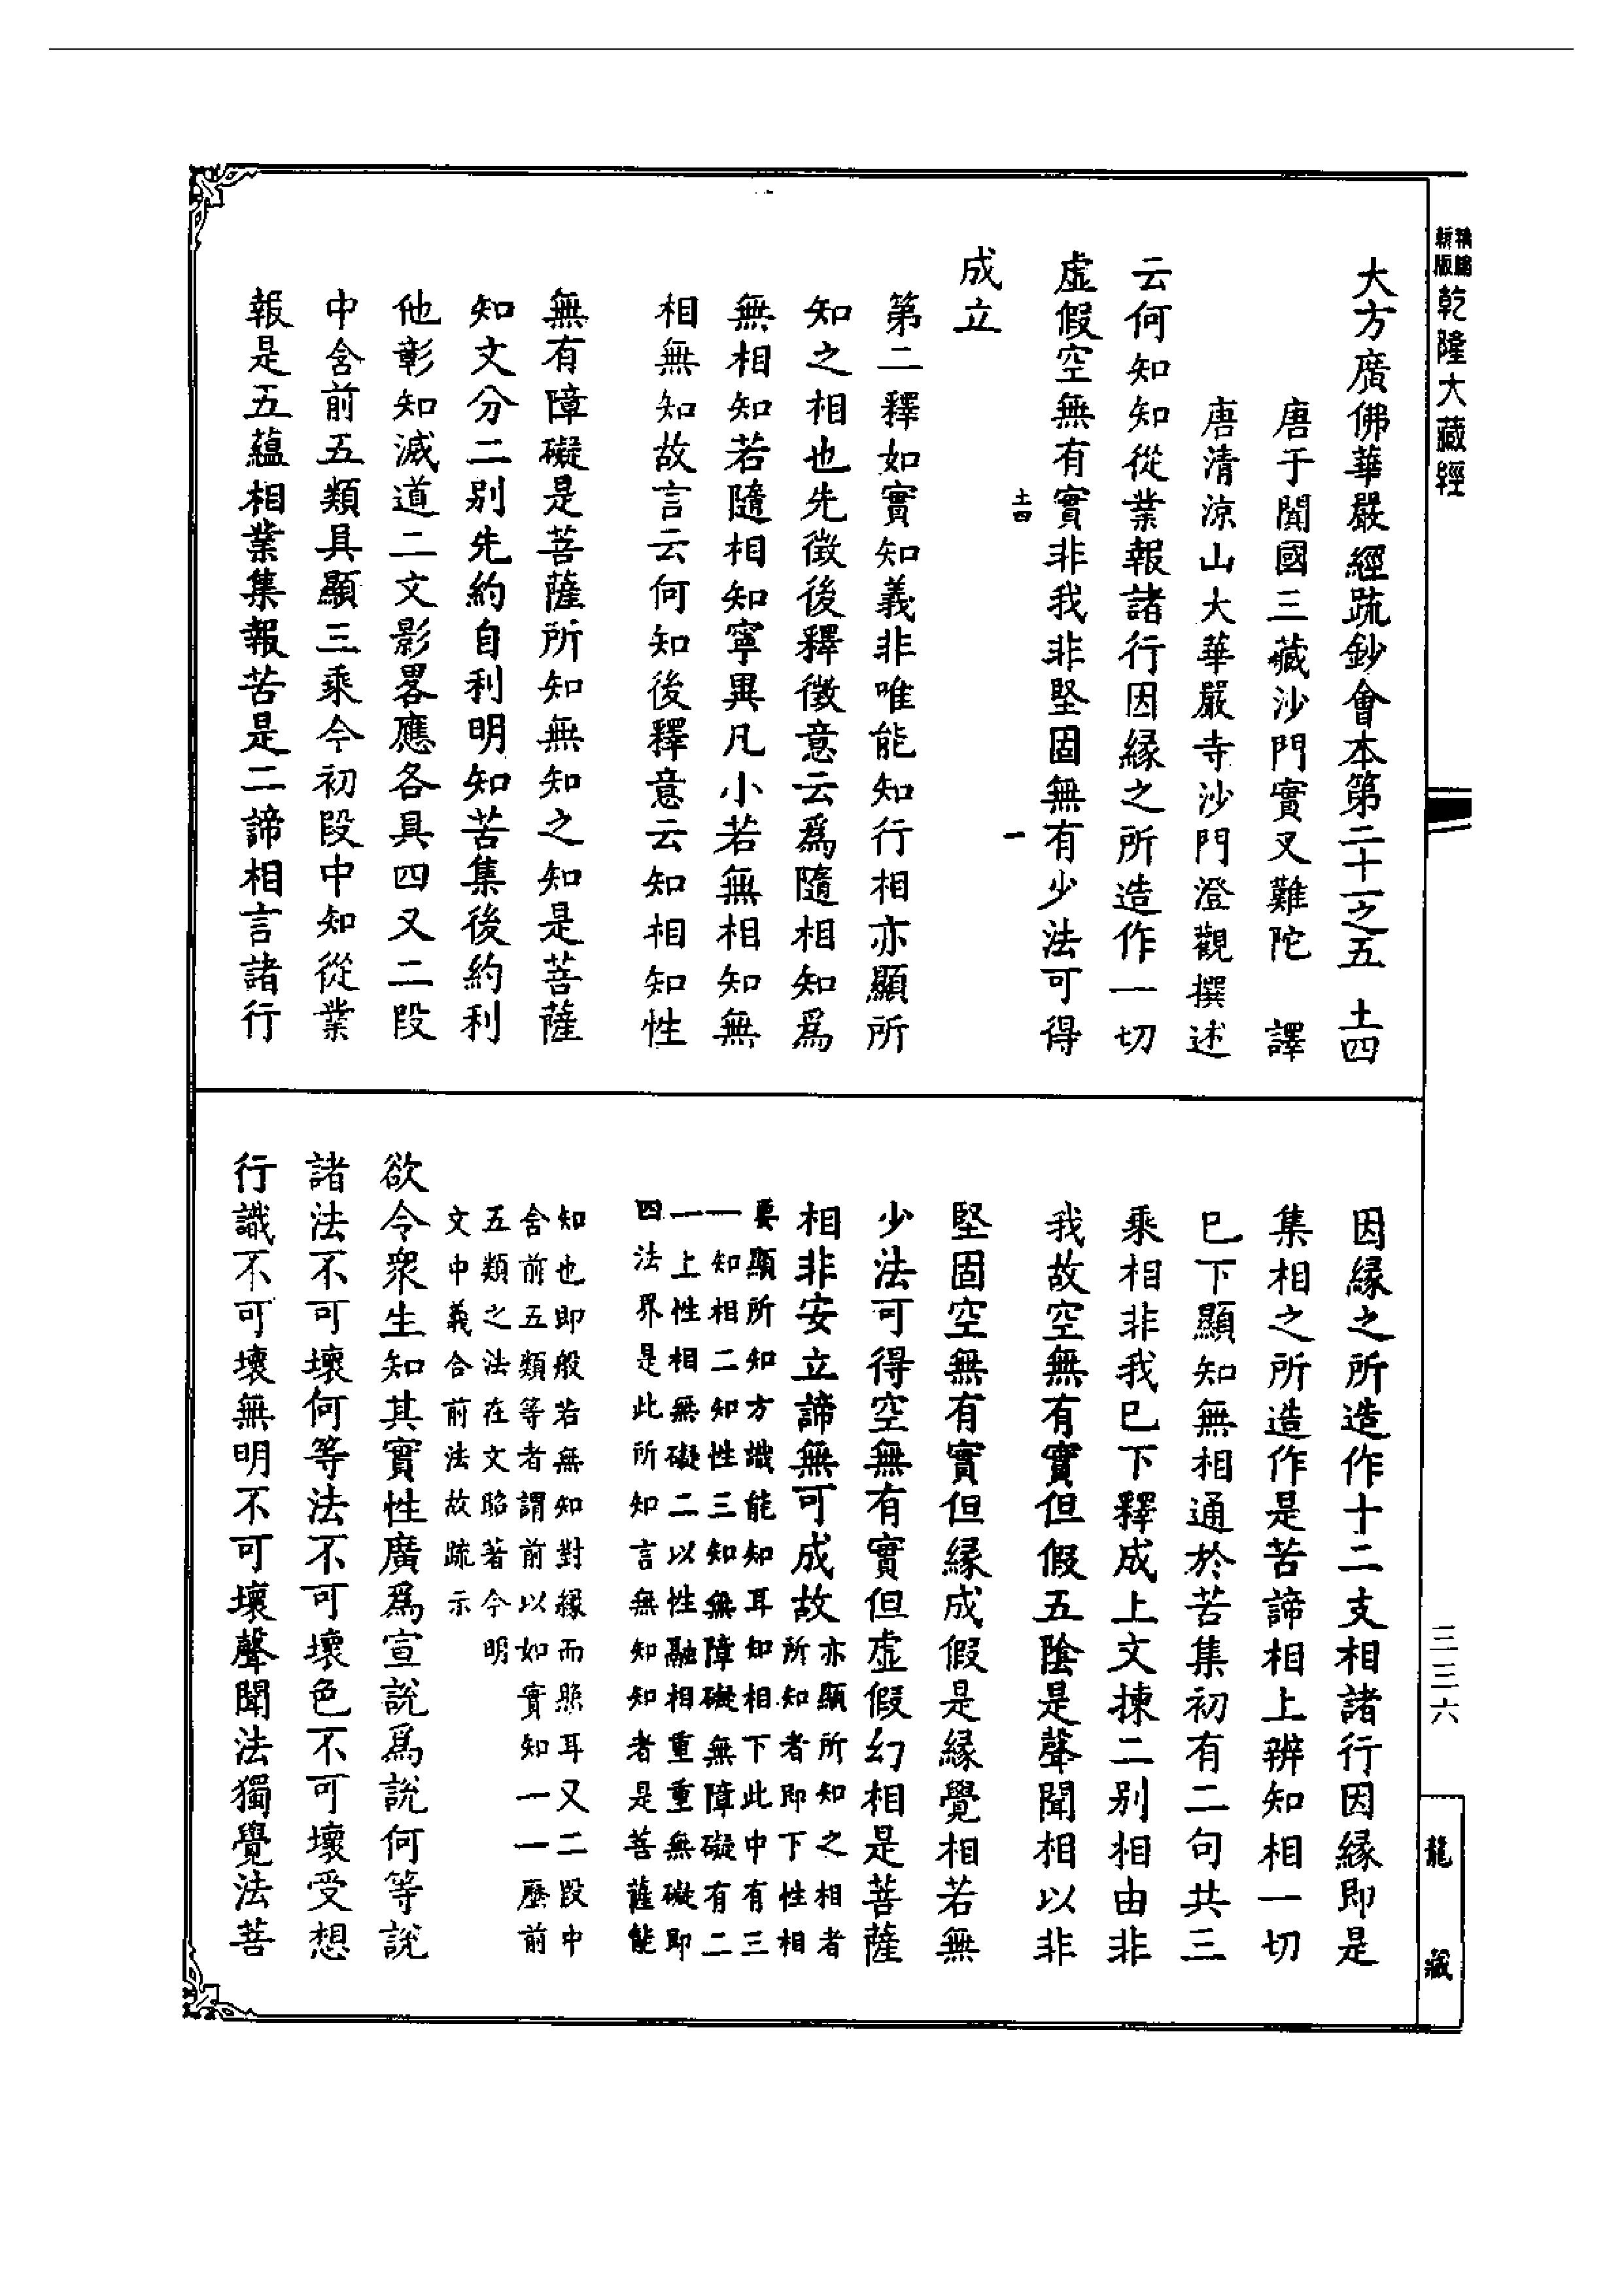 精縮
新版
乾隆大藏經
大方廣佛華嚴經疏鈔會本第二十一之五 土四
唐于闐國三藏沙門實叉難陀 譯
唐清涼山大華嚴寺沙門澄觀撰述
云何知知從業報諸行因緣之所造作一切
虛假空無有實非我非堅固無有少法可得
土四 一
成立
第二釋如實知義非唯能知行相亦顯所
知之相也先徵後釋徵意云爲隨相知爲
無相知若隨相知寧異凡小若無相知無
相無知故言云何知後釋意云知相知性
無有障礙是菩薩所知無知之知是菩薩
知文分二別先約自利明知苦集後約利
他彰知滅道二文影畧應各具四又二段
中含前五類具顯三乘今初段中知從業
報是五蘊相業集報苦是二諦相言諸行
因緣之所造作十二支相諸行因緣即是
集相之所造作是苦諦相上辨知相一切
已下顯知無相通於苦集初有二句共三
乘相非我已下釋成上文揀二別相由非
我故空無有實但假五陰是聲聞相以非
堅固空無有實但緣成假是緣覺相若無
少法可得空無有實但虛假幻相是菩薩
相非安立諦無可成故亦顯所知之相者
所知者即下性相
要顯所知方識能知耳知相下此中有三
一知相二知性三知無障礙無障礙有二
一上性相無礙二以性融相重重無礙即
四法界是此所知言無知知者是菩薩能
知也即般若無知對緣而照耳又二段中
含前五類等者謂前以如實知一一歷前
五類之法在文昭著今明
文中義合前法故疏示
欲令衆生知其實性廣爲宣說爲說何等說
諸法不可壞何等法不可壞色不可壞受想
行識不可壞無明不可壞聲聞法獨覺法菩
三三六
龍藏